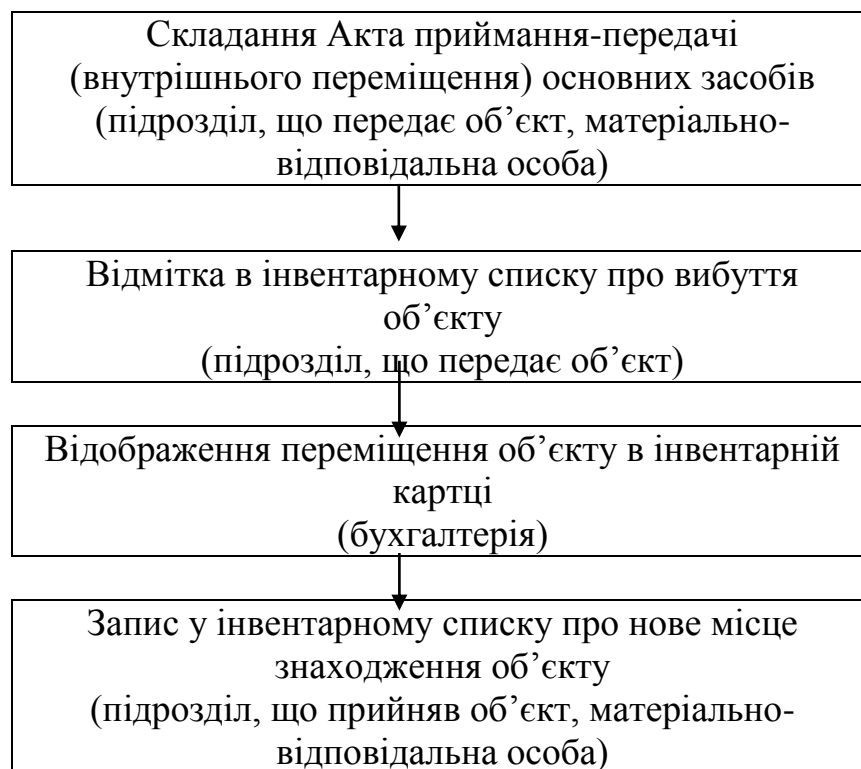 Складання Акта приймання-передачі
(внутрішнього переміщення) основних засобів
(підрозділ, що передає об’єкт, матеріально-
відповідальна особа)
Відмітка в інвентарному списку про вибуття
об’єкту
(підрозділ, що передає об’єкт)
Відображення переміщення об’єкту в інвентарній
картці
(бухгалтерія)
Запис у інвентарному списку про нове місце
знаходження об’єкту
(підрозділ, що прийняв об’єкт, матеріально-
відповідальна особа)